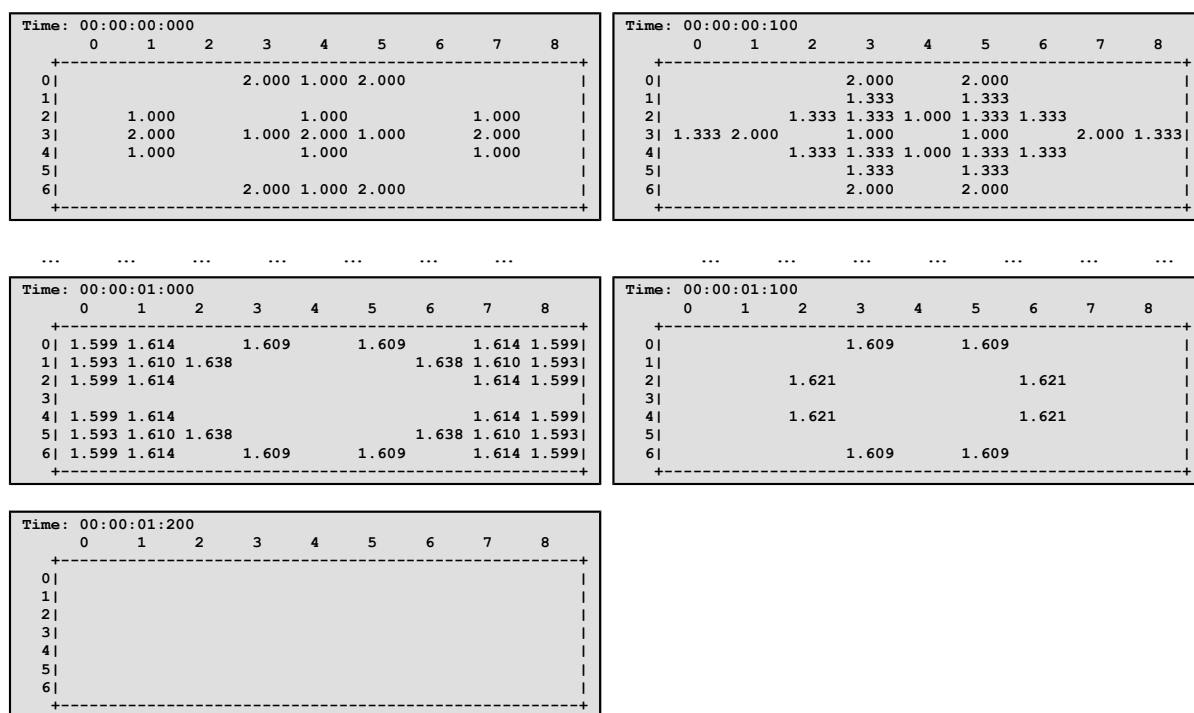 Time: 00:00:00:000
0 1 2 3 4 5 6 7 8
+------------------------------------------------------+
0| 2.000 1.000 2.000 |
1| |
2| 1.000 1.000 1.000 |
3| 2.000 1.000 2.000 1.000 2.000 |
4| 1.000 1.000 1.000 |
5| |
6| 2.000 1.000 2.000 |
+------------------------------------------------------+
Time: 00:00:00:100
0 1 2 3 4 5 6 7 8
+------------------------------------------------------+
0| 2.000 2.000 |
1| 1.333 1.333 |
2| 1.333 1.333 1.000 1.333 1.333 |
3| 1.333 2.000 1.000 1.000 2.000 1.333|
4| 1.333 1.333 1.000 1.333 1.333 |
5| 1.333 1.333 |
6| 2.000 2.000 |
+------------------------------------------------------+
... ... ... ... ... ... ...
... ... ... ... ... ... ...
Time: 00:00:01:000
0 1 2 3 4 5 6 7 8
+------------------------------------------------------+
0| 1.599 1.614 1.609 1.609 1.614 1.599|
1| 1.593 1.610 1.638 1.638 1.610 1.593|
2| 1.599 1.614 1.614 1.599|
3| |
4| 1.599 1.614 1.614 1.599|
5| 1.593 1.610 1.638 1.638 1.610 1.593|
6| 1.599 1.614 1.609 1.609 1.614 1.599|
+------------------------------------------------------+
Time: 00:00:01:100
0 1 2 3 4 5 6 7 8
+------------------------------------------------------+
0| 1.609 1.609 |
1| |
2| 1.621 1.621 |
3| |
4| 1.621 1.621 |
5| |
6| 1.609 1.609 |
+------------------------------------------------------+
Time: 00:00:01:200
0 1 2 3 4 5 6 7 8
+------------------------------------------------------+
0| |
1| |
2| |
3| |
4| |
5| |
6| |
+------------------------------------------------------+